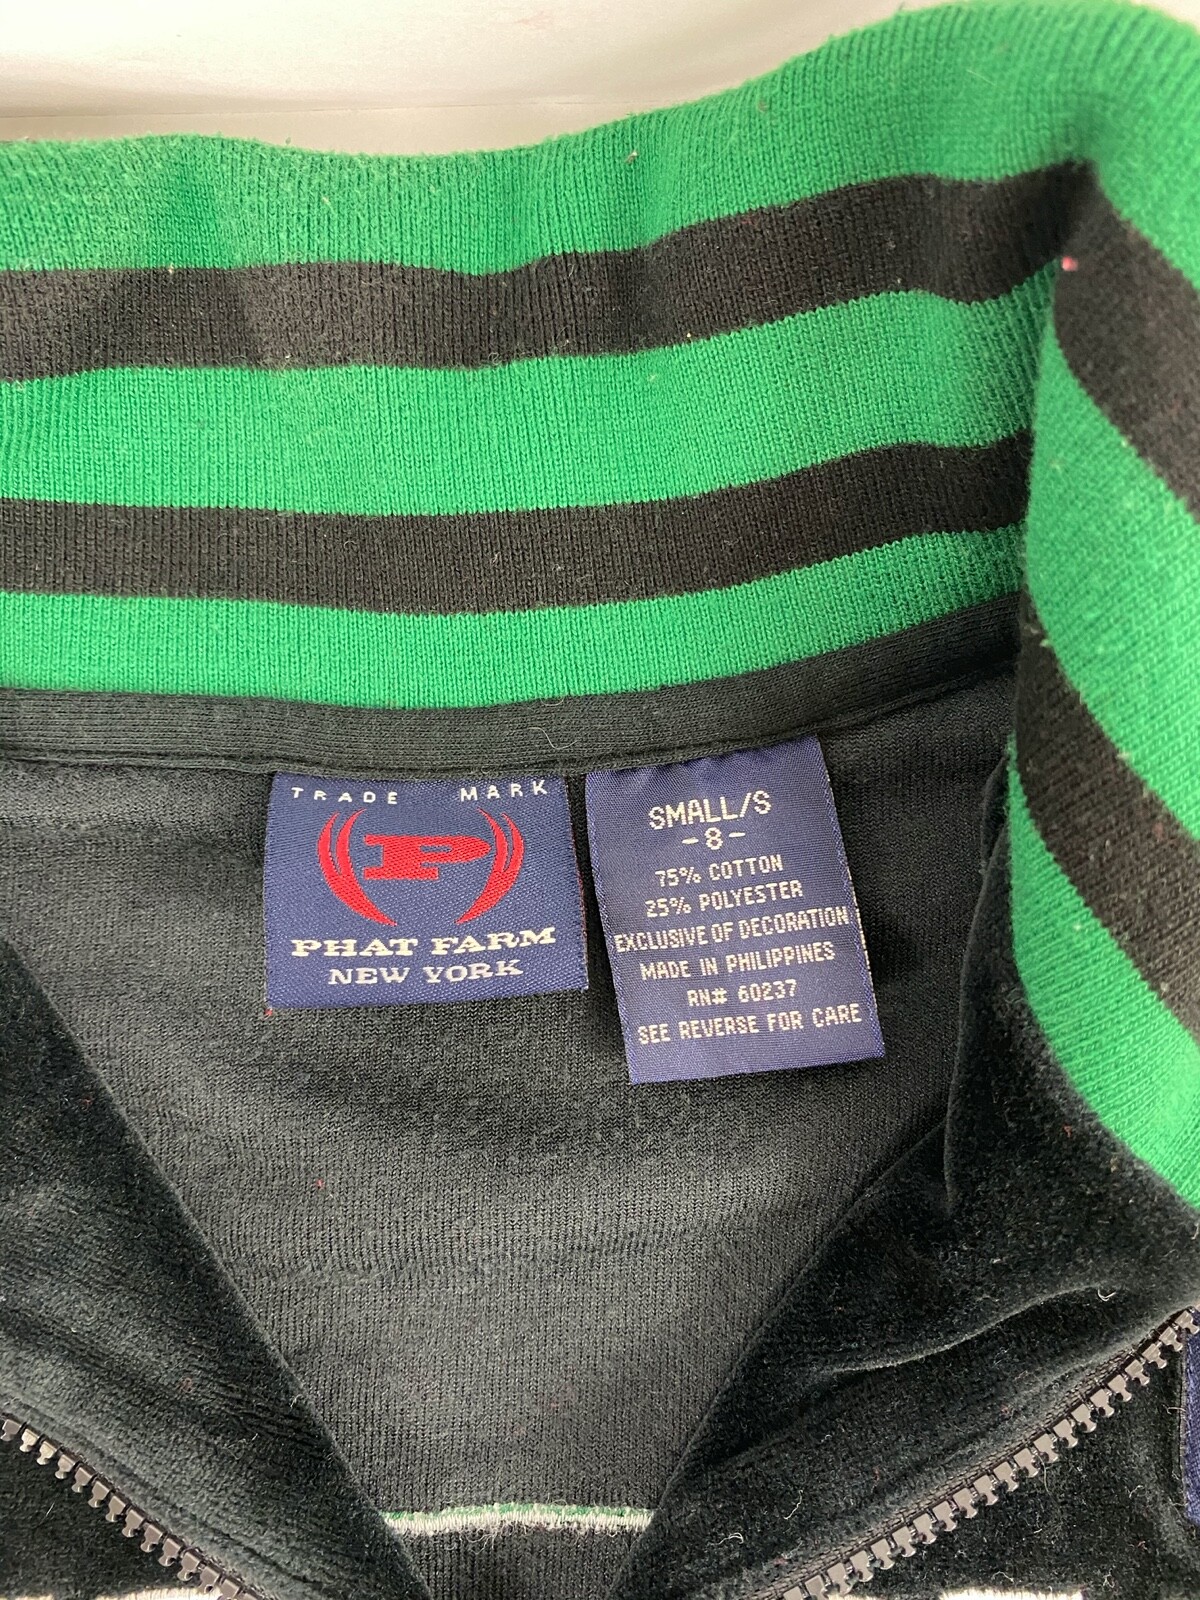 TRADE MARK
P
PHAT FARM
NEW YORK
SMALL/S
-8-
75% COTTON
25% POLYESTER
EXCLUSIVE OF DECORATION
MADE IN PHILIPPINES
RN# 60237
SEE REVERSE FOR CARE